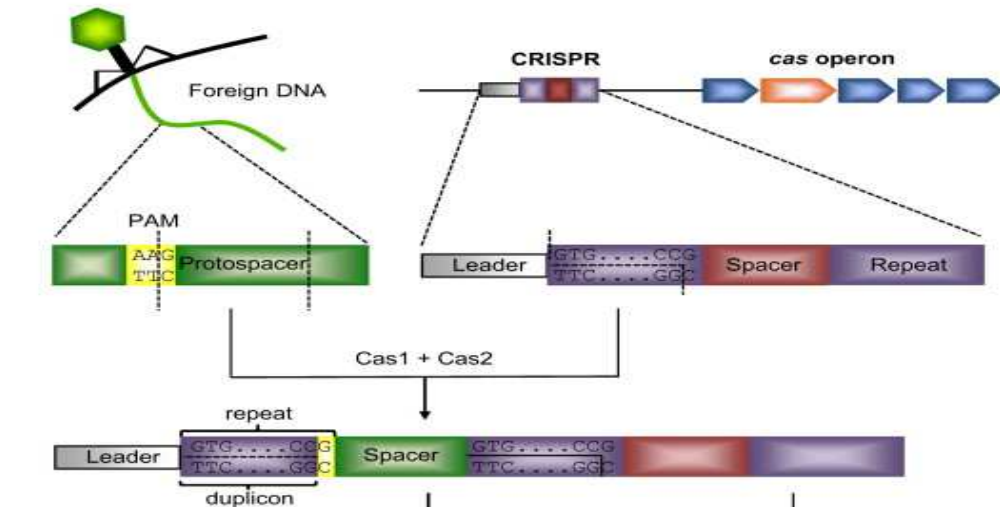 CRISPR
cas operon
Foreign DNA
PAM
AAG
TTC
Protospacer
Leader
GTG....CCG
TTC....GGC
Spacer
Repeat
Cas1 + Cas2
repeat
Leader
GTG....CCG
TTC....GGC
Spacer
GTG....CCG
TTC....GGC
duplicon